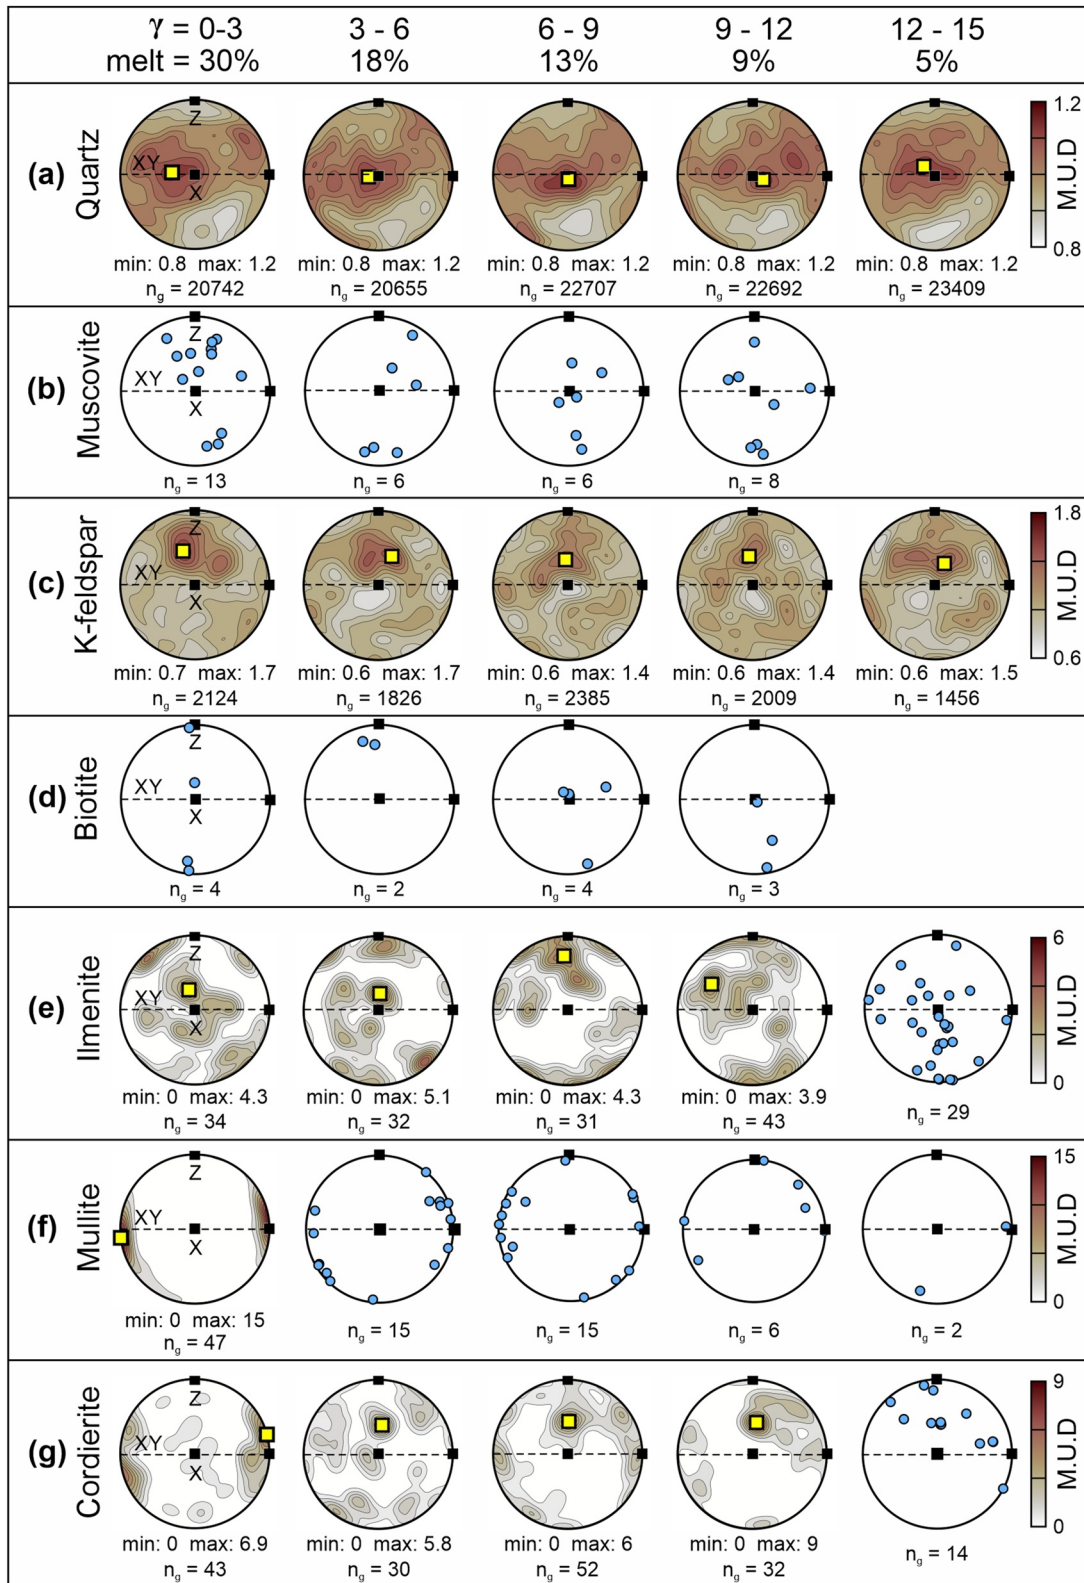 γ = 0-3 3 - 6 6 - 9 9 - 12 12 - 15
melt = 30% 18% 13% 9% 5%
(a) Quartz
Z
XY
X
1.2
M.U.D
0.8
min: 0.8 max: 1.2 min: 0.8 max: 1.2 min: 0.8 max: 1.2 min: 0.8 max: 1.2 min: 0.8 max: 1.2
ng = 20742 ng = 20655 ng = 22707 ng = 22692 ng = 23409
(b) Muscovite
Z
XY
X
ng = 13 ng = 6 ng = 6 ng = 8
(c) K-feldspar
Z
XY
X
1.8
M.U.D
0.6
min: 0.7 max: 1.7 min: 0.6 max: 1.7 min: 0.6 max: 1.4 min: 0.6 max: 1.4 min: 0.6 max: 1.5
ng = 2124 ng = 1826 ng = 2385 ng = 2009 ng = 1456
(d) Biotite
Z
XY
X
ng = 4 ng = 2 ng = 4 ng = 3
(e) Ilmenite
Z
XY
X
6
M.U.D
0
min: 0 max: 4.3 min: 0 max: 5.1 min: 0 max: 4.3 min: 0 max: 3.9
ng = 34 ng = 32 ng = 31 ng = 43 ng = 29
(f) Mullite
Z
XY
X
15
M.U.D
0
min: 0 max: 15
ng = 47 ng = 15 ng = 15 ng = 6 ng = 2
(g) Cordierite
Z
XY
X
9
M.U.D
0
min: 0 max: 6.9 min: 0 max: 5.8 min: 0 max: 6 min: 0 max: 9
ng = 43 ng = 30 ng = 52 ng = 32 ng = 14